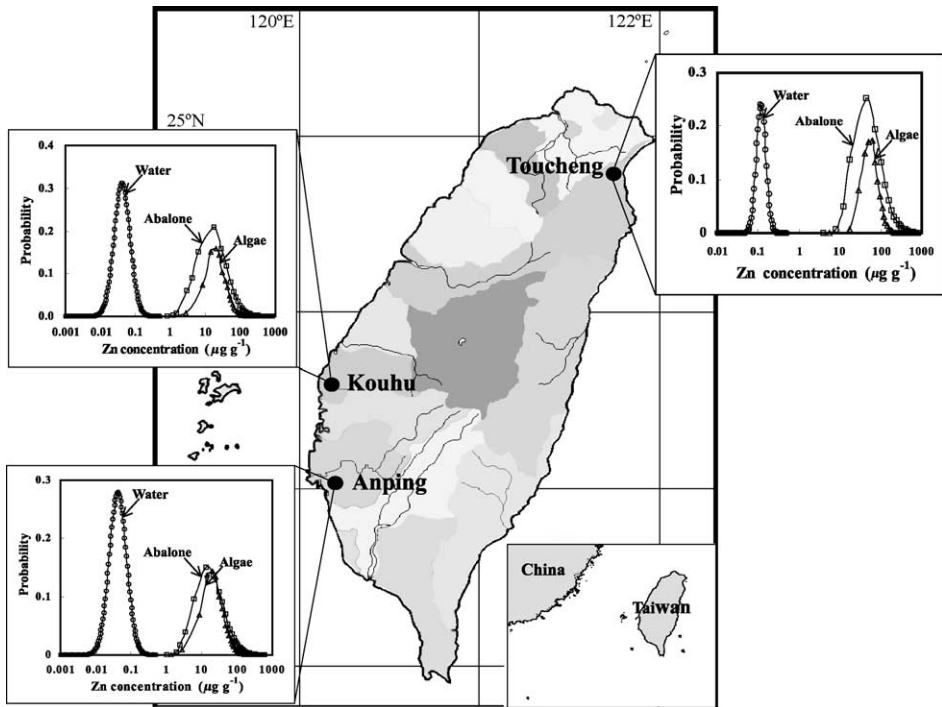 120ºE
122ºE
25ºN
Toucheng
Kouhu
Anping
China
Taiwan
0.4
0.3
0.2
0.1
0.0
Probability
Water
Abalone
Algae
0.001 0.01 0.1 1 10 100 1000
Zn concentration (μg g⁻¹)
0.3
0.2
0.1
0
Probability
Water
Abalone
Algae
0.001 0.01 0.1 1 10 100 1000
Zn concentration (μg g⁻¹)
0.3
0.2
0.1
0
Probability
Water
Abalone
Algae
0.001 0.01 0.1 1 10 100 1000
Zn concentration (μg g⁻¹)